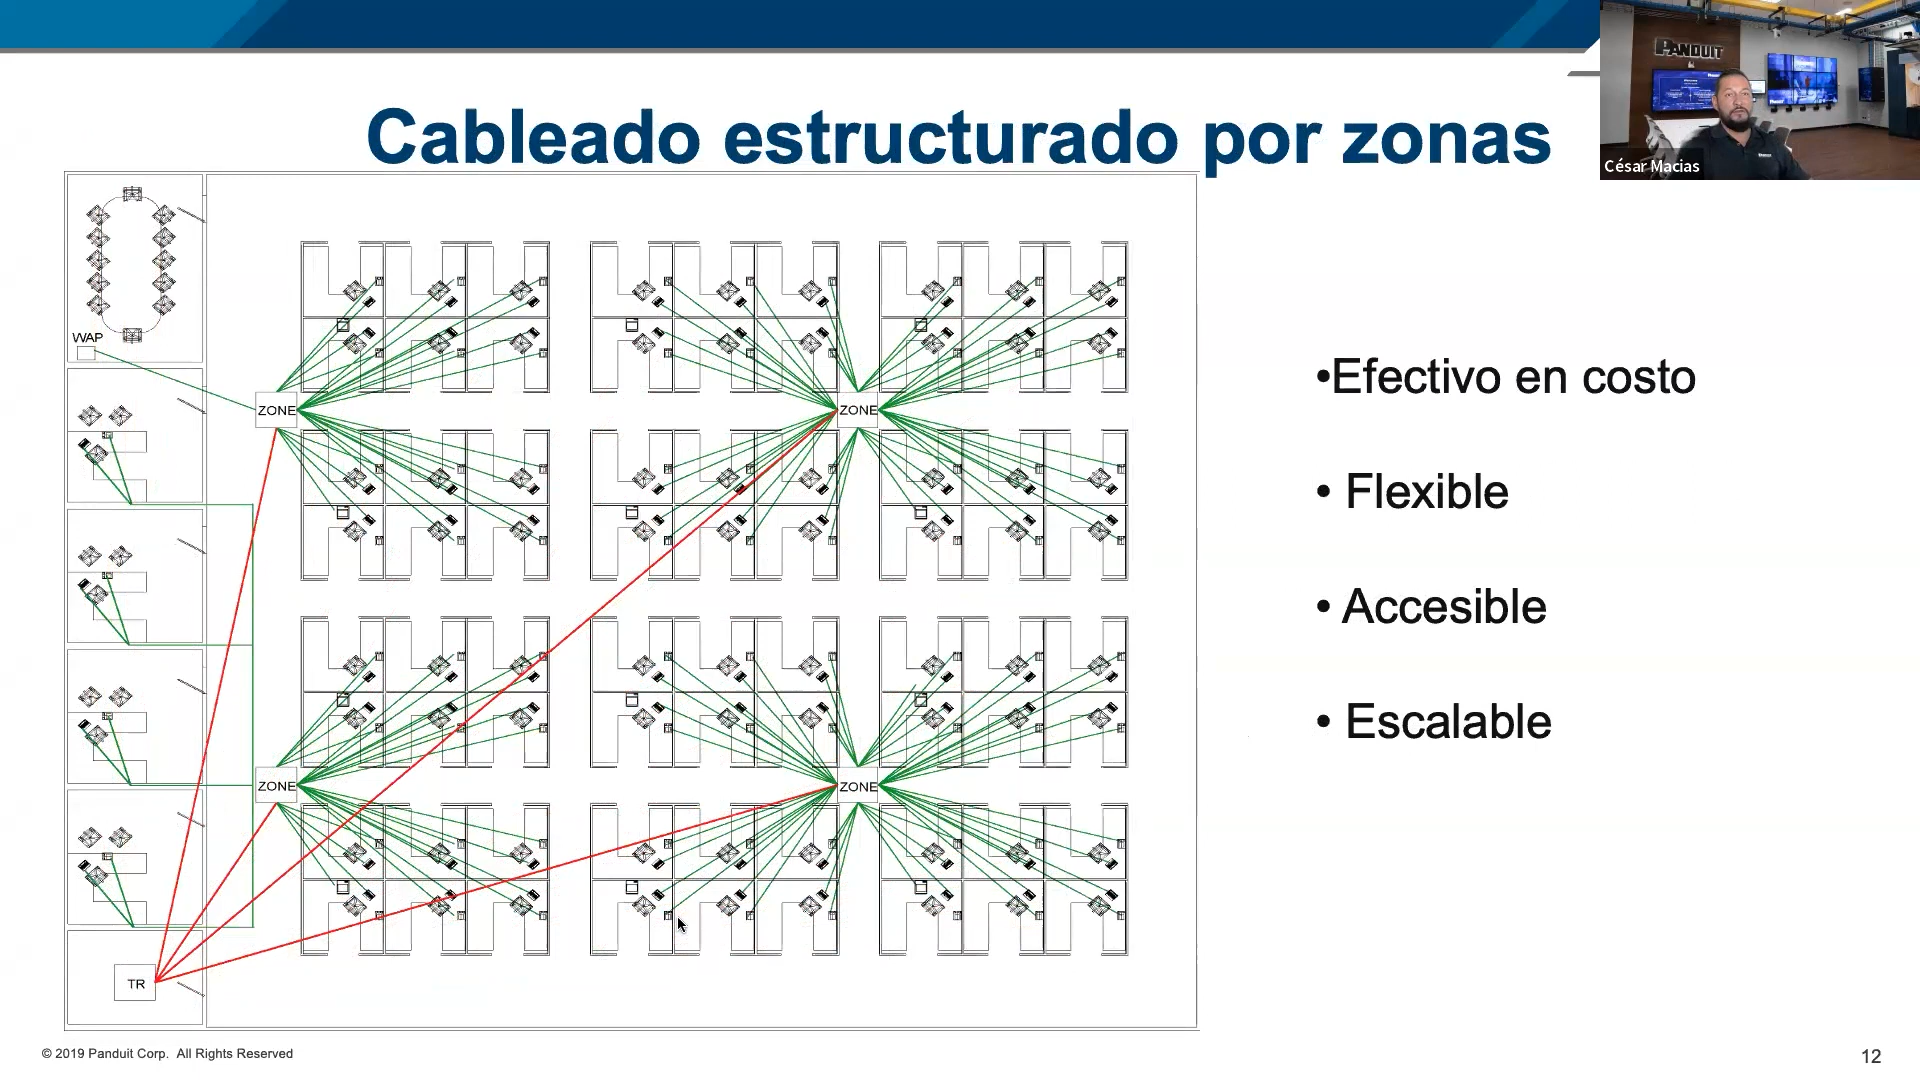 PANDUIT
César Macias
Cableado estructurado por zonas
WAP
ZONE
ZONE
ZONE
ZONE
TR
•Efectivo en costo
• Flexible
• Accesible
• Escalable
© 2019 Panduit Corp. All Rights Reserved
12